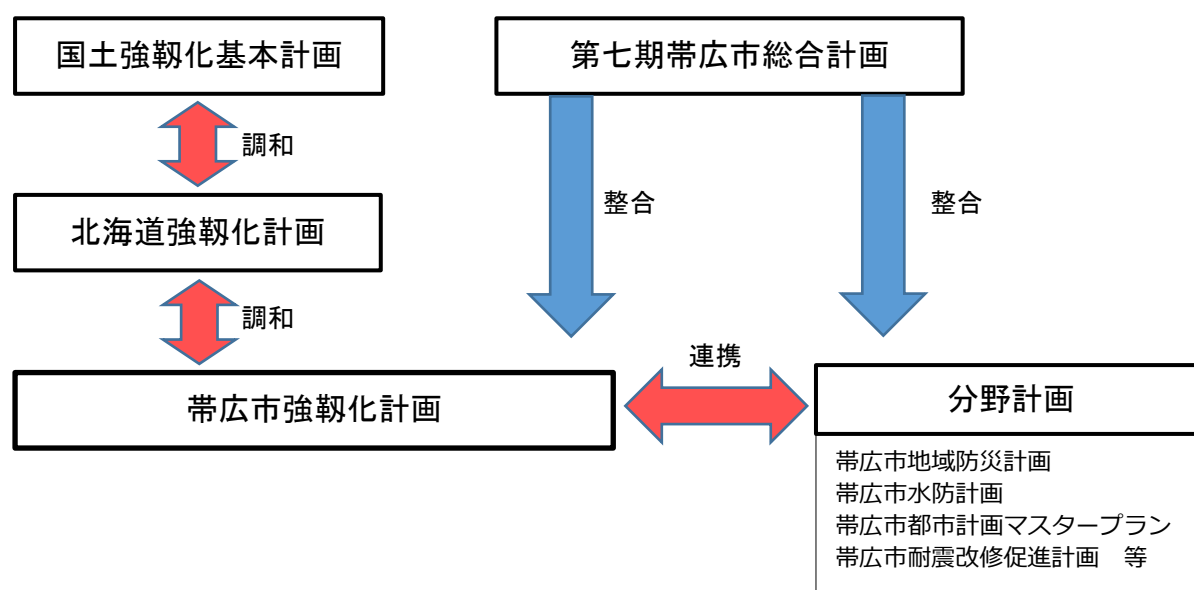 国土強靱化基本計画
第七期帯広市総合計画
調和
北海道強靱化計画
整合
整合
調和
帯広市強靱化計画
連携
分野計画
帯広市地域防災計画
帯広市水防計画
帯広市都市計画マスタープラン
帯広市耐震改修促進計画　等